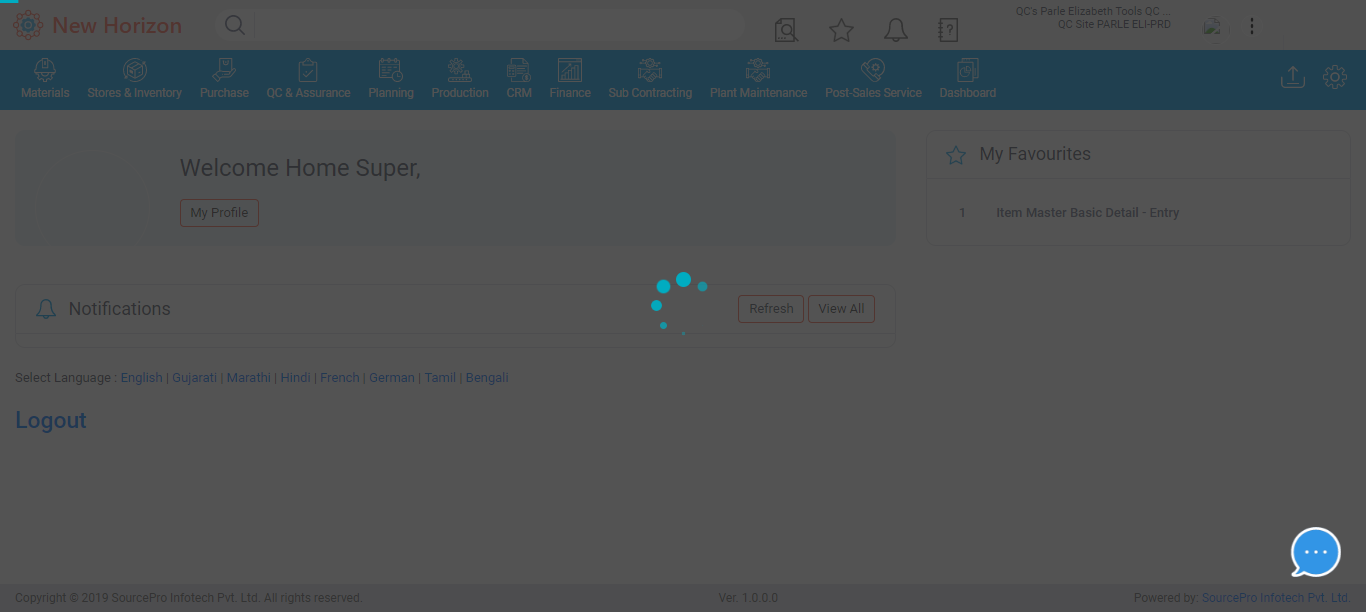 New Horizon
QC's Parle Elizabeth Tools QC ...
QC Site PARLE ELI-PRD
Materials Stores & Inventory Purchase QC & Assurance Planning Production CRM Finance Sub Contracting Plant Maintenance Post-Sales Service Dashboard
Welcome Home Super,
My Profile
My Favourites
1 Item Master Basic Detail - Entry
Notifications
Refresh View All
Select Language : English | Gujarati | Marathi | Hindi | French | German | Tamil | Bengali
Logout
Copyright © 2019 SourcePro Infotech Pvt. Ltd. All rights reserved. Ver. 1.0.0.0 Powered by: SourcePro Infotech Pvt. Ltd.